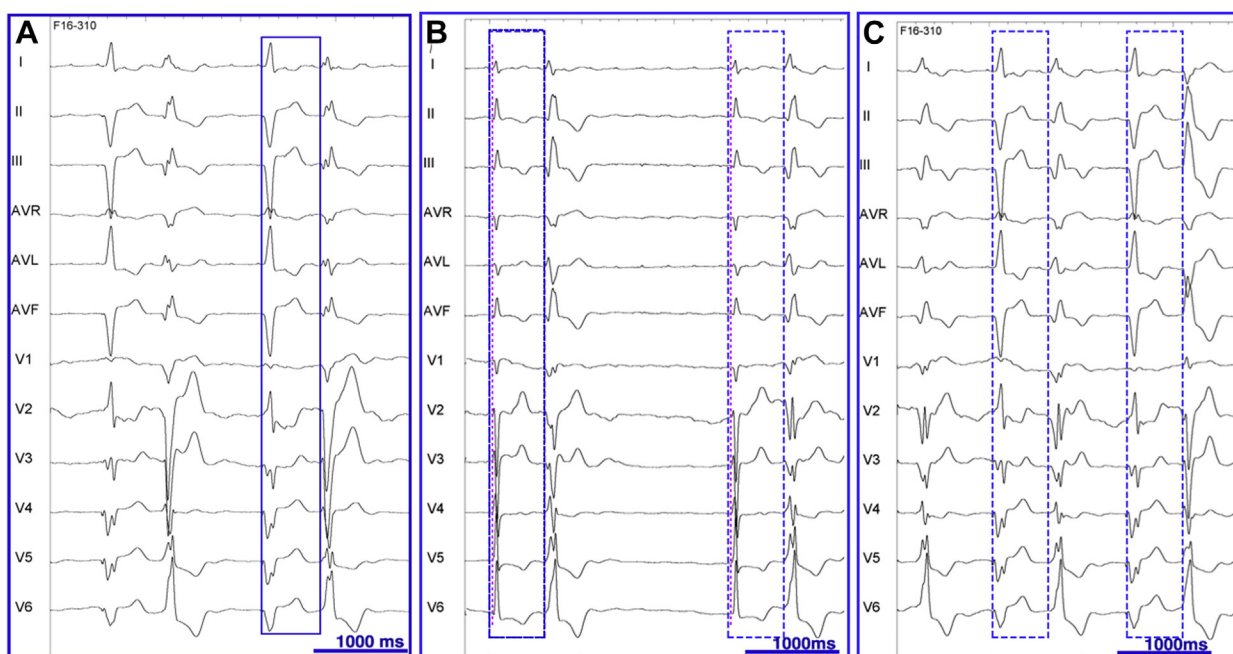 A
F16-310
I
II
III
AVR
AVL
AVF
V1
V2
V3
V4
V5
V6
1000 ms
B
I
II
III
AVR
AVL
AVF
V1
V2
V3
V4
V5
V6
1000ms
C
F16-310
I
II
III
AVR
AVL
AVF
V1
V2
V3
V4
V5
V6
1000ms